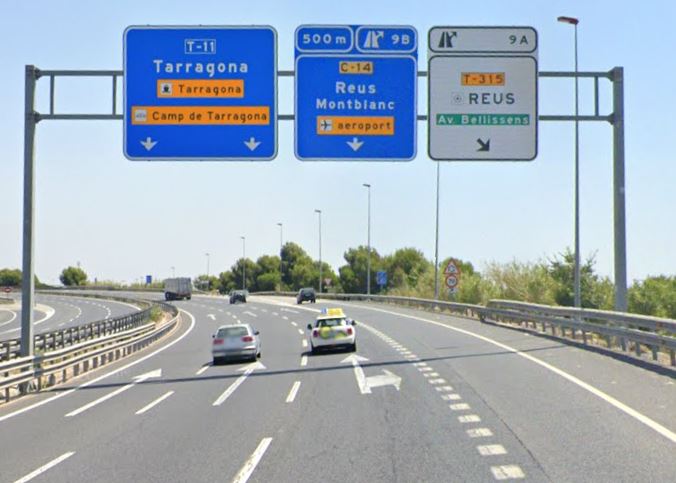 T-11
Tarragona
Tarragona
Camp de Tarragona
500 m
9B
C-14
Reus
Montblanc
aeroport
9A
T-315
REUS
Av. Bellissens